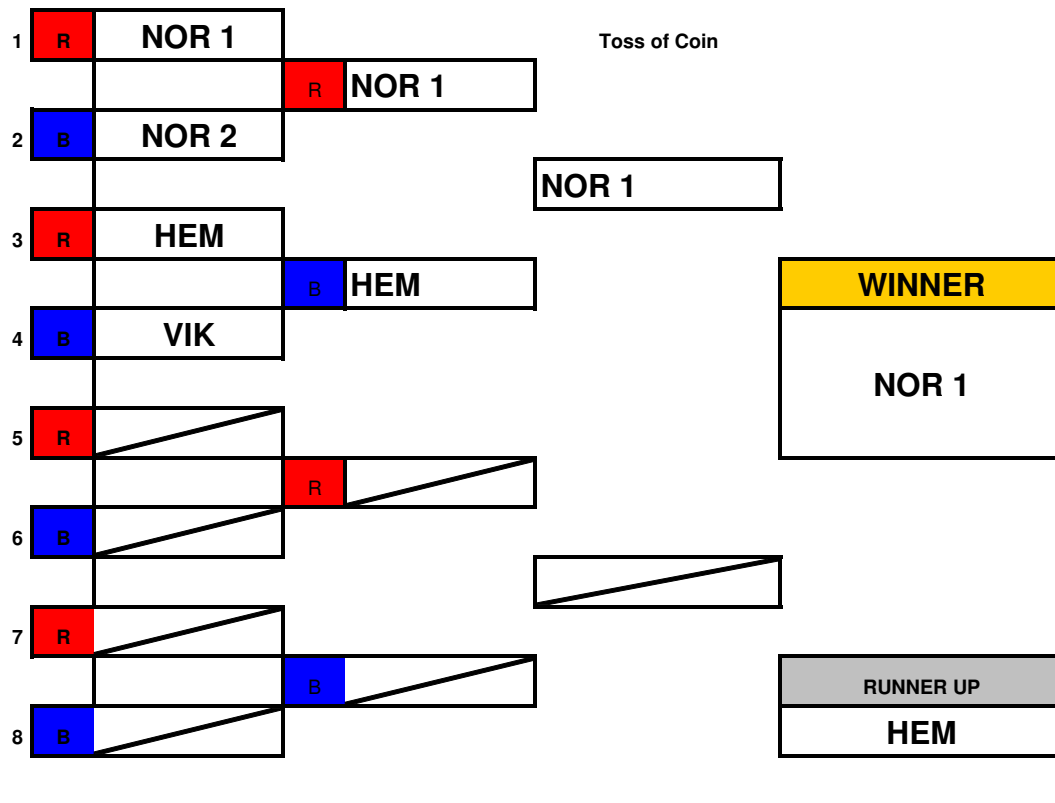 1 R NOR 1 Toss of Coin
R NOR 1
2 B NOR 2
NOR 1
3 R HEM
B HEM WINNER
4 B VIK
NOR 1
5 R
R
6 B
7 R
B RUNNER UP
8 B HEM